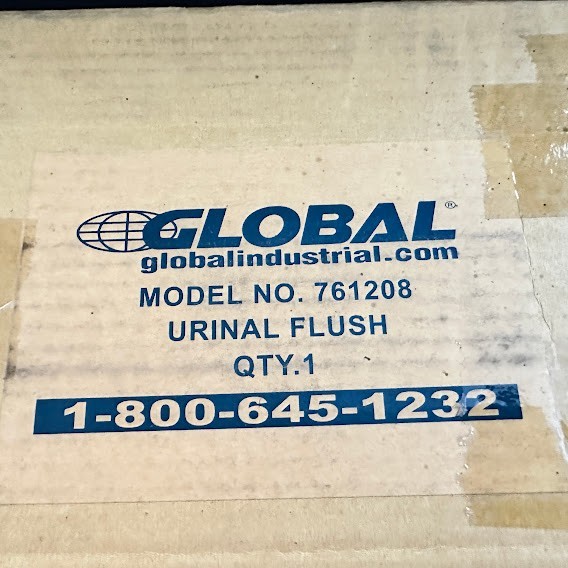 GLOBAL®
globalindustrial.com
MODEL NO. 761208
URINAL FLUSH
QTY.1
1-800-645-1232